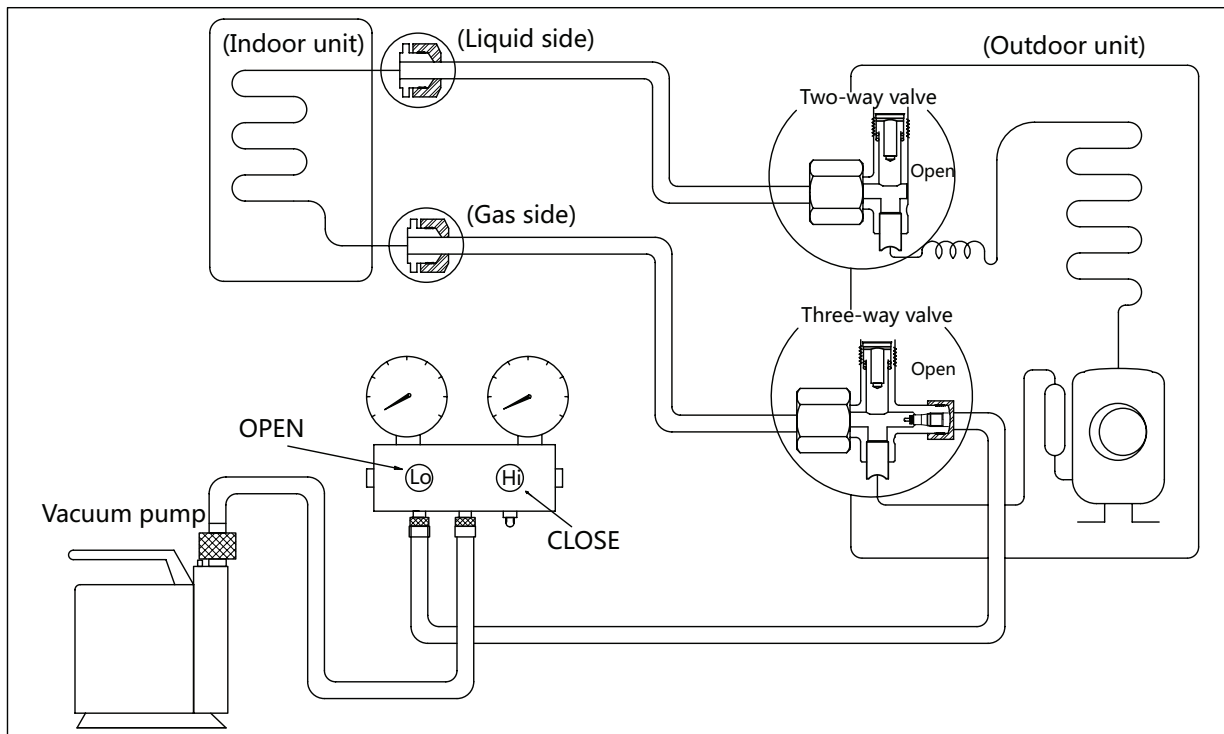 (Indoor unit)
(Liquid side)
(Outdoor unit)
Two-way valve
Open
(Gas side)
Three-way valve
Open
OPEN
Lo
Hi
CLOSE
Vacuum pump